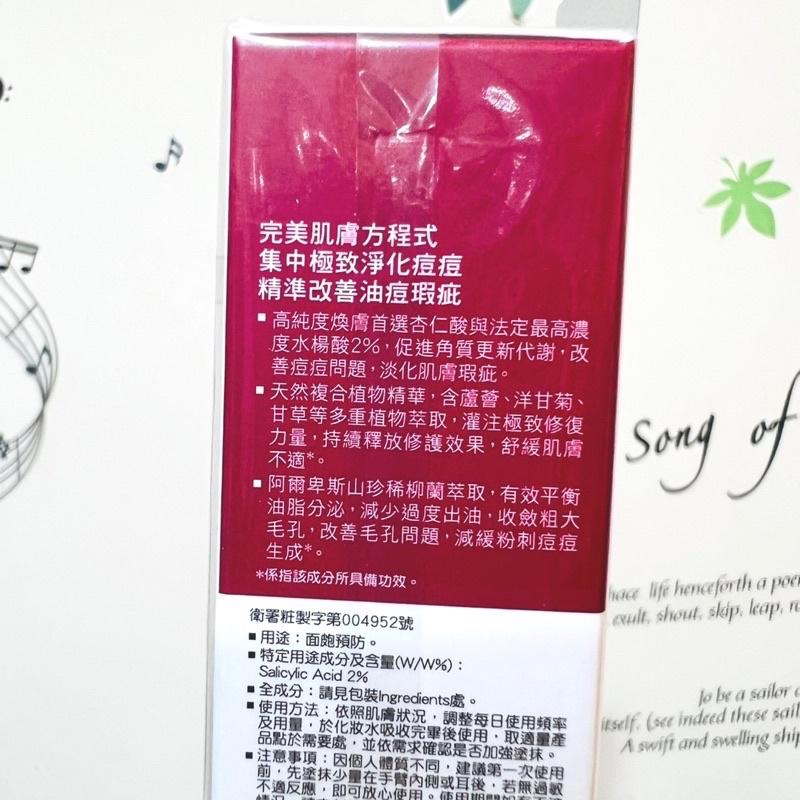 完美肌膚方程式
集中極致淨化痘痘
精準改善油痘瑕疵
▪ 高純度煥膚首選杏仁酸與法定最高濃
度水楊酸2%，促進角質更新代謝，改
善痘痘問題，淡化肌膚瑕疵。
▪ 天然複合植物精華，含蘆薈、洋甘菊、
甘草等多重植物萃取，灌注極致修復
力量，持續釋放修護效果，舒緩肌膚
不適*。
▪ 阿爾卑斯山珍稀柳蘭萃取，有效平衡
油脂分泌，減少過度出油，收斂粗大
毛孔，改善毛孔問題，減緩粉刺痘痘
生成*。
*係指該成分所具備功效。
衛署粧製字第004952號
▪ 用途：面皰預防。
▪ 特定用途成分及含量(W/W%)：
Salicylic Acid 2%
▪ 全成分：請見包裝Ingredients處。
▪ 使用方法：依照肌膚狀況，調整每日使用頻率
及用量，於化妝水吸收完畢後使用，取適量產
品點於需要處，並依需求確認是否加強塗抹。
▪ 注意事項：因個人體質不同，建議第一次使用
前，先塗抹少量在手臂內側或耳後，若無過敏
不適反應，即可放心使用。使用期間如有不適
Song of
life henceforth a poem
exult, shout, skip, leap, r
Jo be a sailor o
itself, (see indeed these sail
A swift and swelling ship